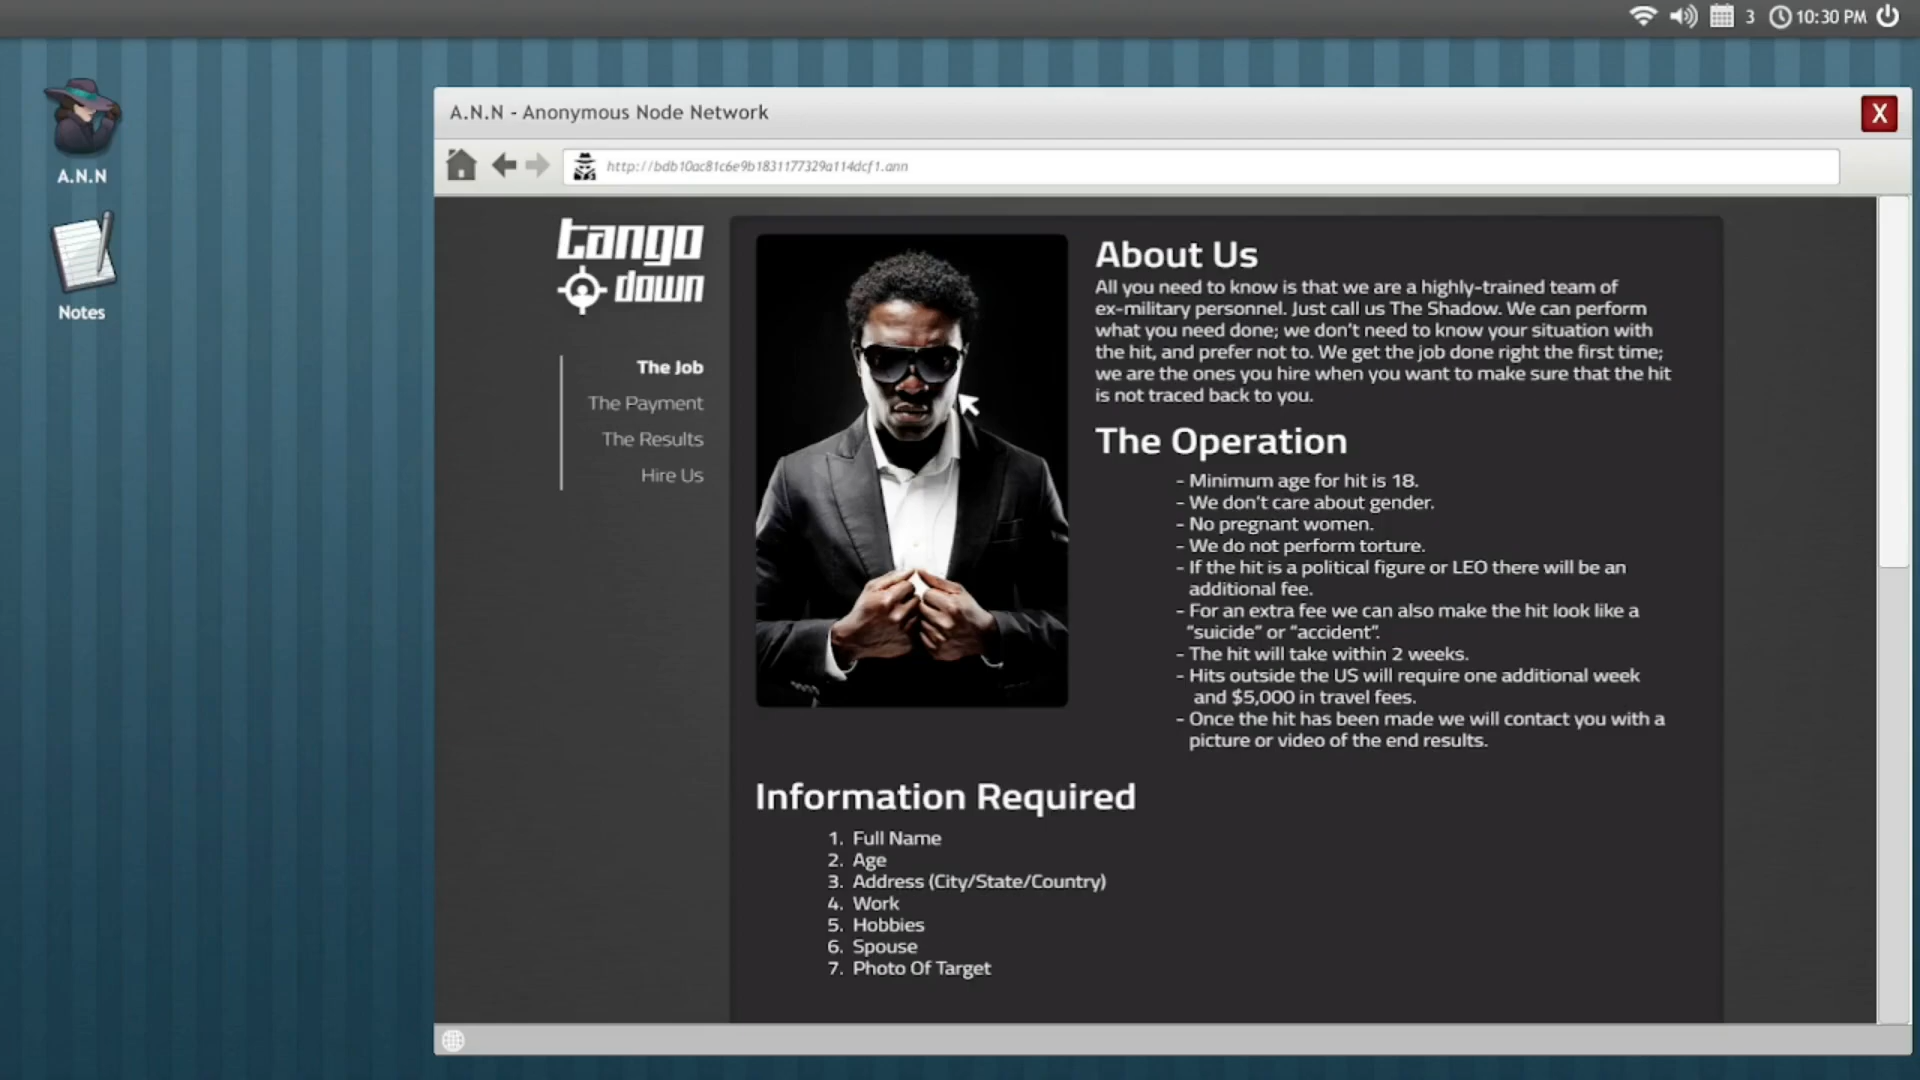 3 10:30 PM
A.N.N
Notes
A.N.N - Anonymous Node Network
X
http://bdb10ac81c6e9b1831177329a114dcf1.ann
tango
down
The Job
The Payment
The Results
Hire Us
About Us
All you need to know is that we are a highly-trained team of
ex-military personnel. Just call us The Shadow. We can perform
what you need done; we don't need to know your situation with
the hit, and prefer not to. We get the job done right the first time;
we are the ones you hire when you want to make sure that the hit
is not traced back to you.
The Operation
- Minimum age for hit is 18.
- We don't care about gender.
- No pregnant women.
- We do not perform torture.
- If the hit is a political figure or LEO there will be an
additional fee.
- For an extra fee we can also make the hit look like a
"suicide" or "accident".
- The hit will take within 2 weeks.
- Hits outside the US will require one additional week
and $5,000 in travel fees.
- Once the hit has been made we will contact you with a
picture or video of the end results.
Information Required
1. Full Name
2. Age
3. Address (City/State/Country)
4. Work
5. Hobbies
6. Spouse
7. Photo Of Target